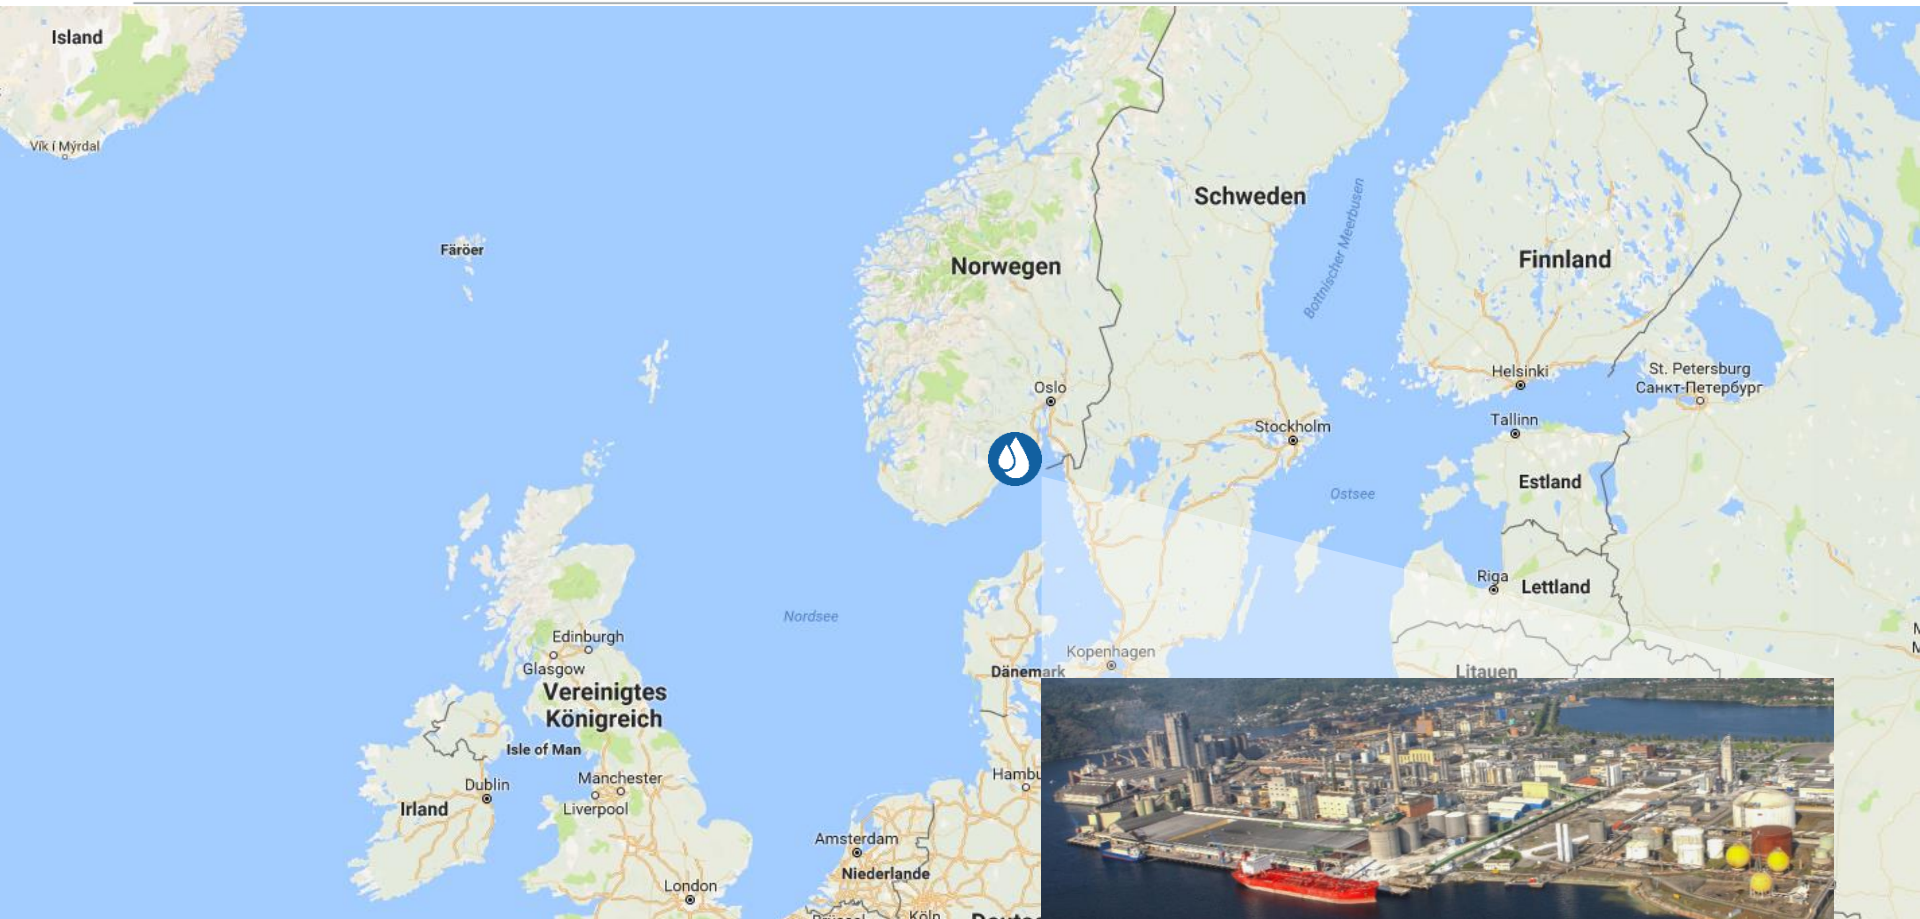 Island
Vík í Mýrdal
Färöer
Norwegen
Schweden
Bottnischer Meerbusen
Finnland
Oslo
Stockholm
Helsinki
St. Petersburg
Санкт-Петербург
Tallinn
Estland
Ostsee
Riga
Lettland
Litauen
Nordsee
Kopenhagen
Dänemark
Edinburgh
Glasgow
Vereinigtes
Königreich
Isle of Man
Dublin
Irland
Manchester
Liverpool
London
Hambu
Amsterdam
Niederlande
Köln